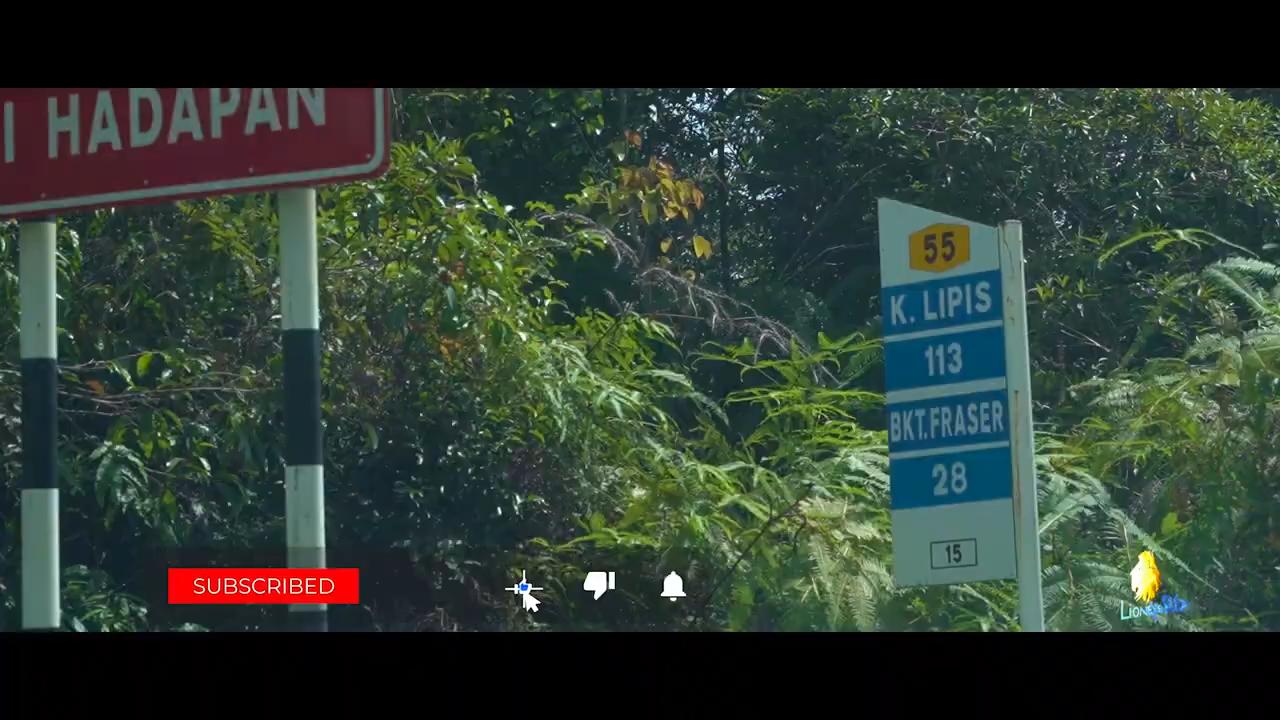 I HADAPAN
55
K. LIPIS
113
BKT.FRASER
28
15
SUBSCRIBED